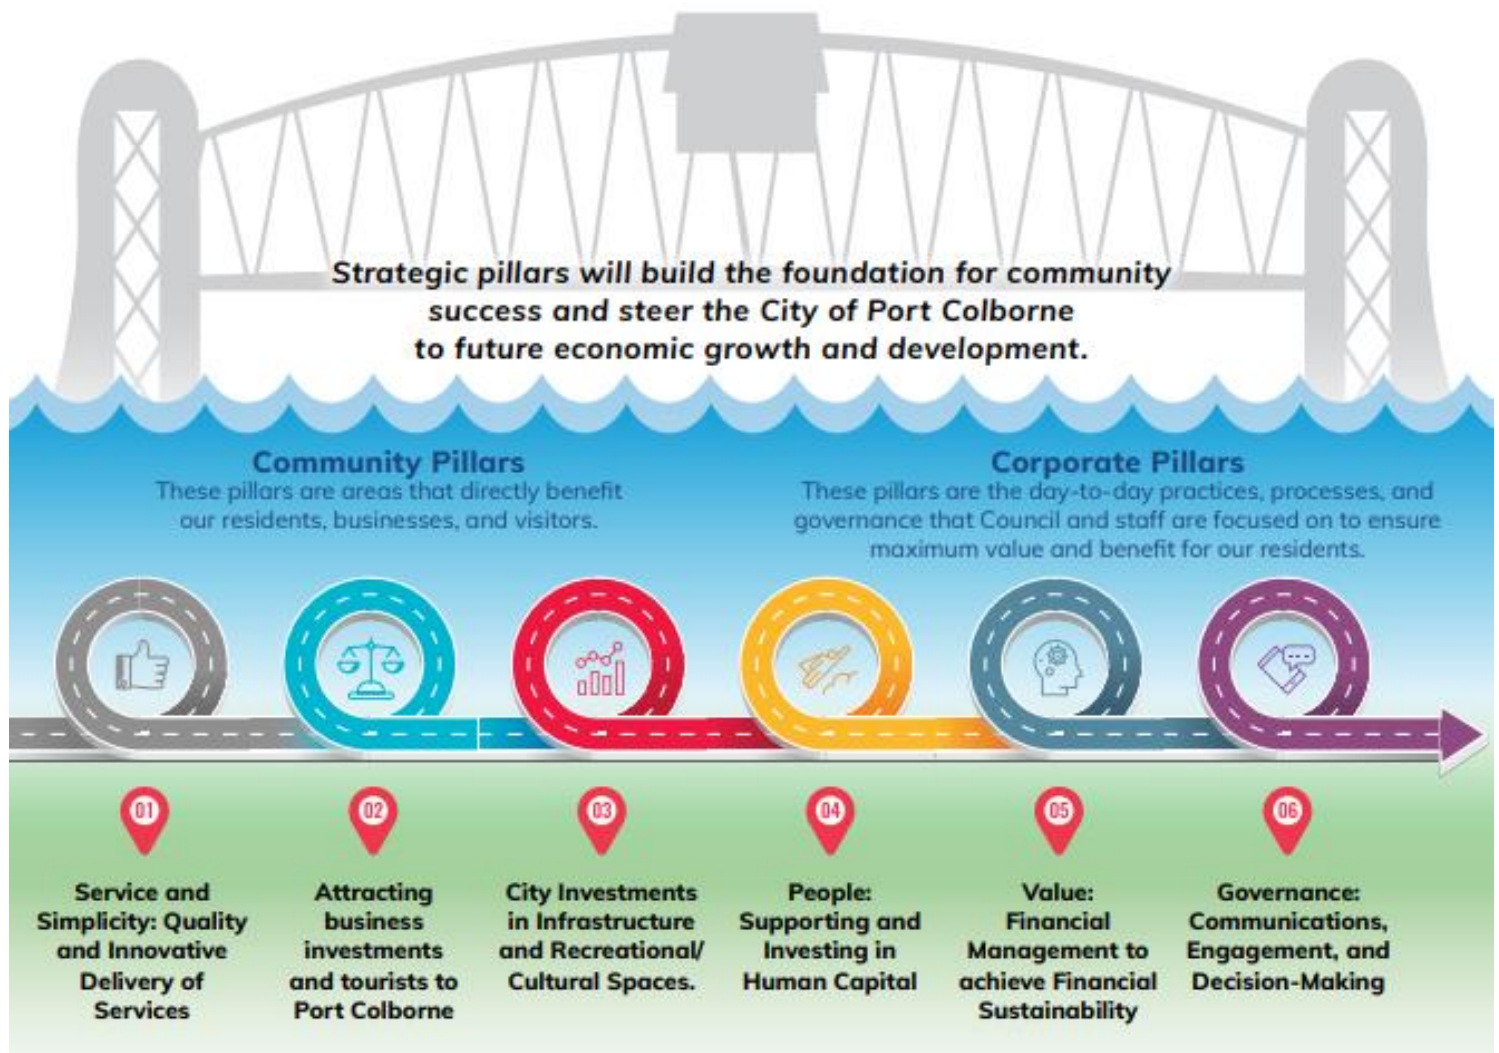 Strategic pillars will build the foundation for community
success and steer the City of Port Colborne
to future economic growth and development.
Community Pillars
These pillars are areas that directly benefit
our residents, businesses, and visitors.
Corporate Pillars
These pillars are the day-to-day practices, processes, and
governance that Council and staff are focused on to ensure
maximum value and benefit for our residents.
01
Service and
Simplicity: Quality
and Innovative
Delivery of
Services
02
Attracting
business
investments
and tourists to
Port Colborne
03
City Investments
in Infrastructure
and Recreational/
Cultural Spaces.
04
People:
Supporting and
Investing in
Human Capital
05
Value:
Financial
Management to
achieve Financial
Sustainability
06
Governance:
Communications,
Engagement, and
Decision-Making